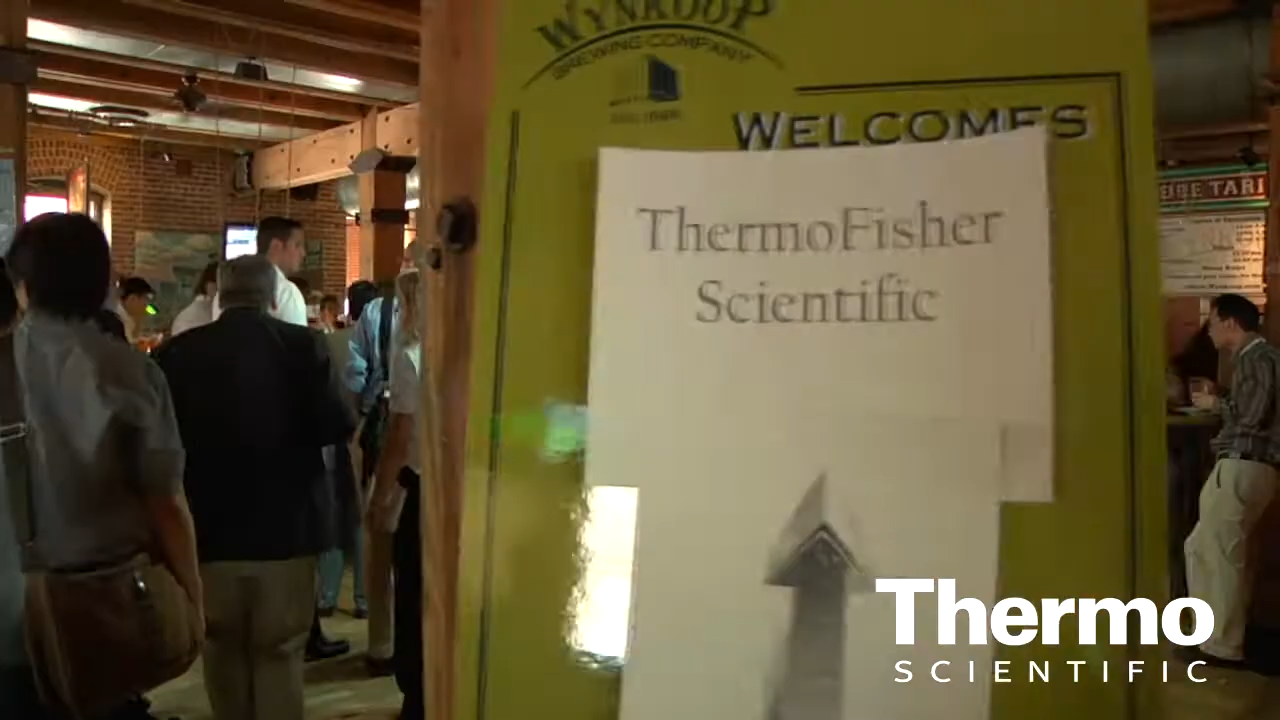 WYNKOOP
BREWING COMPANY
WELCOMES
ThermoFisher
Scientific
Thermo
SCIENTIFIC